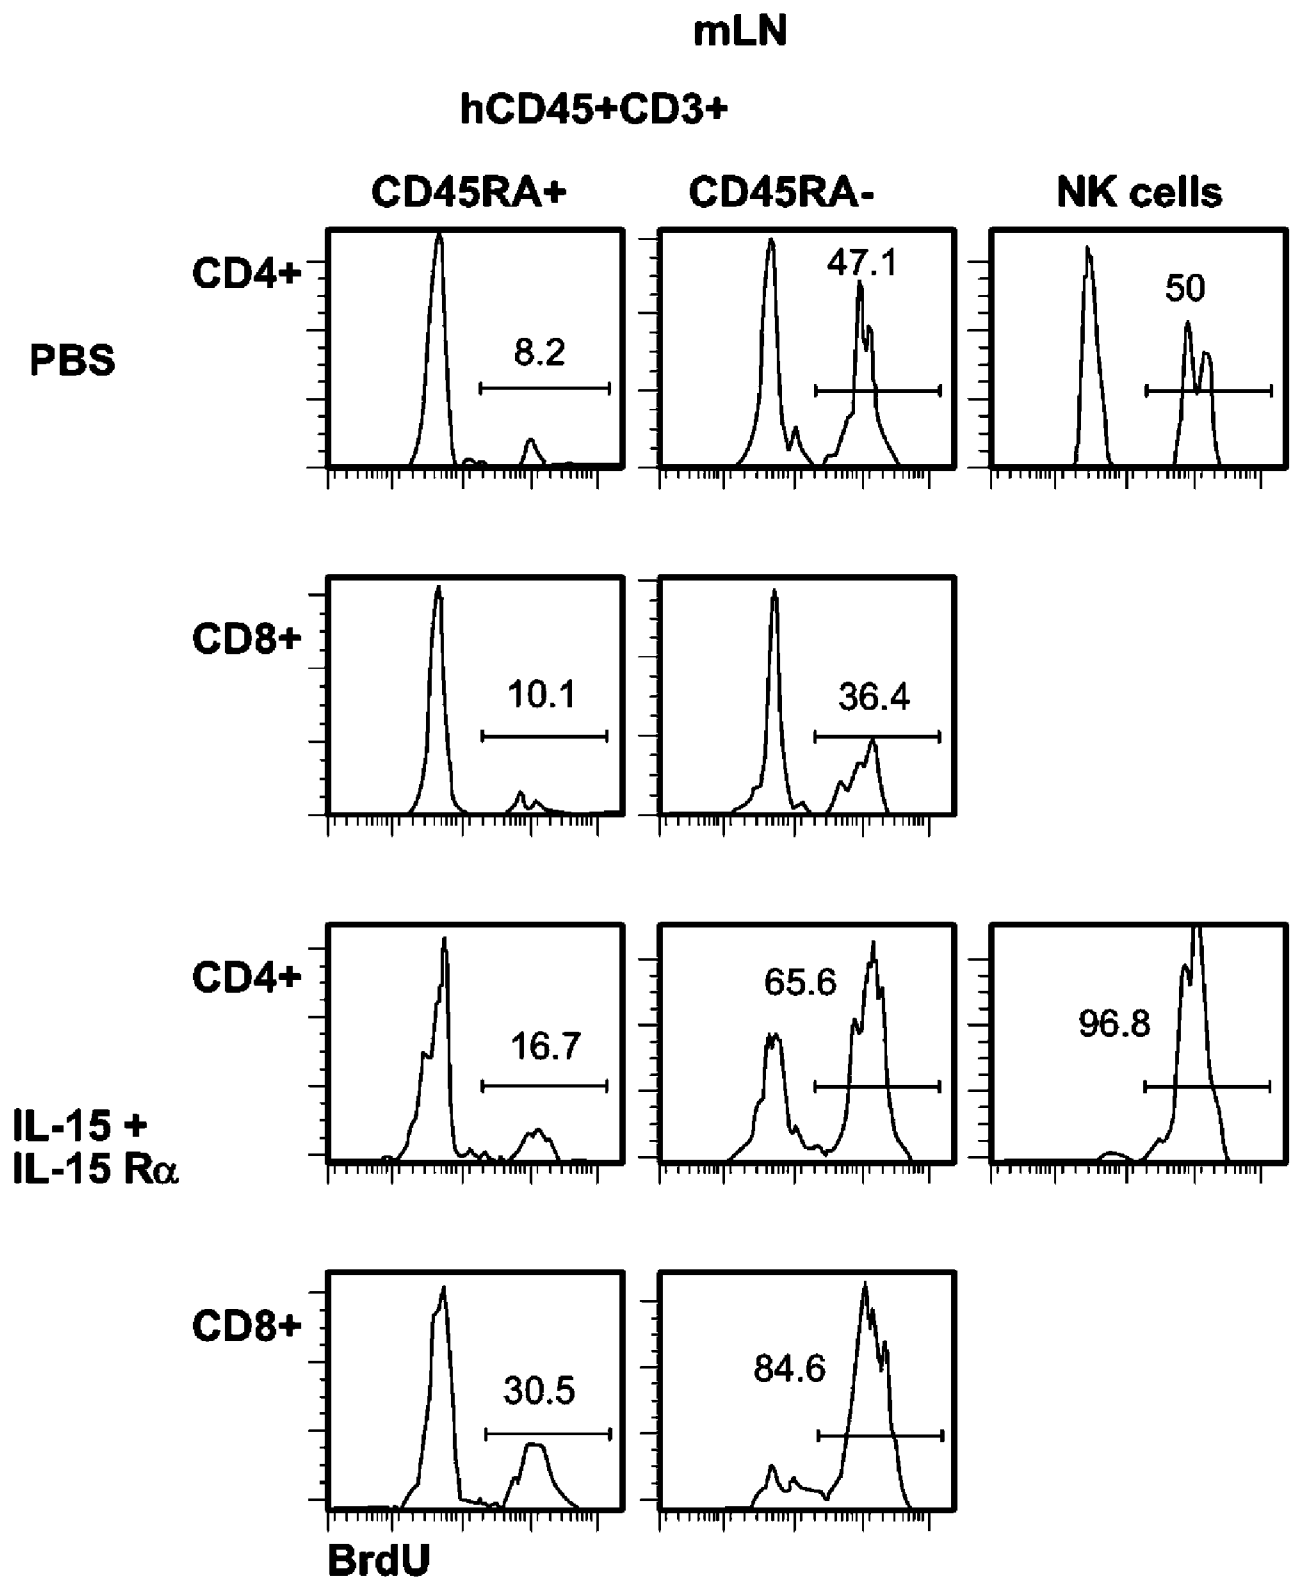 mLN
hCD45+CD3+
CD45RA+ CD45RA- NK cells
CD4+ 47.1 50
PBS 8.2
CD8+ 10.1 36.4
CD4+ 65.6 96.8
16.7
IL-15 +
IL-15 Rα
CD8+ 84.6
30.5
BrdU